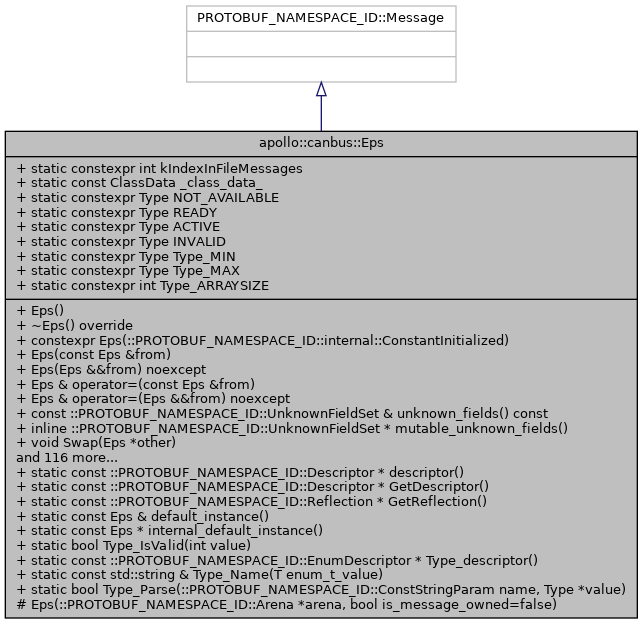 PROTOBUF_NAMESPACE_ID::Message
apollo::canbus::Eps
+ static constexpr int kIndexInFileMessages
+ static const ClassData _class_data_
+ static constexpr Type NOT_AVAILABLE
+ static constexpr Type READY
+ static constexpr Type ACTIVE
+ static constexpr Type INVALID
+ static constexpr Type Type_MIN
+ static constexpr Type Type_MAX
+ static constexpr int Type_ARRAYSIZE
+ Eps()
+ ~Eps() override
+ constexpr Eps(::PROTOBUF_NAMESPACE_ID::internal::ConstantInitialized)
+ Eps(const Eps &from)
+ Eps(Eps &&from) noexcept
+ Eps & operator=(const Eps &from)
+ Eps & operator=(Eps &&from) noexcept
+ const ::PROTOBUF_NAMESPACE_ID::UnknownFieldSet & unknown_fields() const
+ inline ::PROTOBUF_NAMESPACE_ID::UnknownFieldSet * mutable_unknown_fields()
+ void Swap(Eps *other)
and 116 more...
+ static const ::PROTOBUF_NAMESPACE_ID::Descriptor * descriptor()
+ static const ::PROTOBUF_NAMESPACE_ID::Descriptor * GetDescriptor()
+ static const ::PROTOBUF_NAMESPACE_ID::Reflection * GetReflection()
+ static const Eps & default_instance()
+ static const Eps * internal_default_instance()
+ static bool Type_IsValid(int value)
+ static const ::PROTOBUF_NAMESPACE_ID::EnumDescriptor * Type_descriptor()
+ static const std::string & Type_Name(T enum_t_value)
+ static bool Type_Parse(::PROTOBUF_NAMESPACE_ID::ConstStringParam name, Type *value)
# Eps(::PROTOBUF_NAMESPACE_ID::Arena *arena, bool is_message_owned=false)